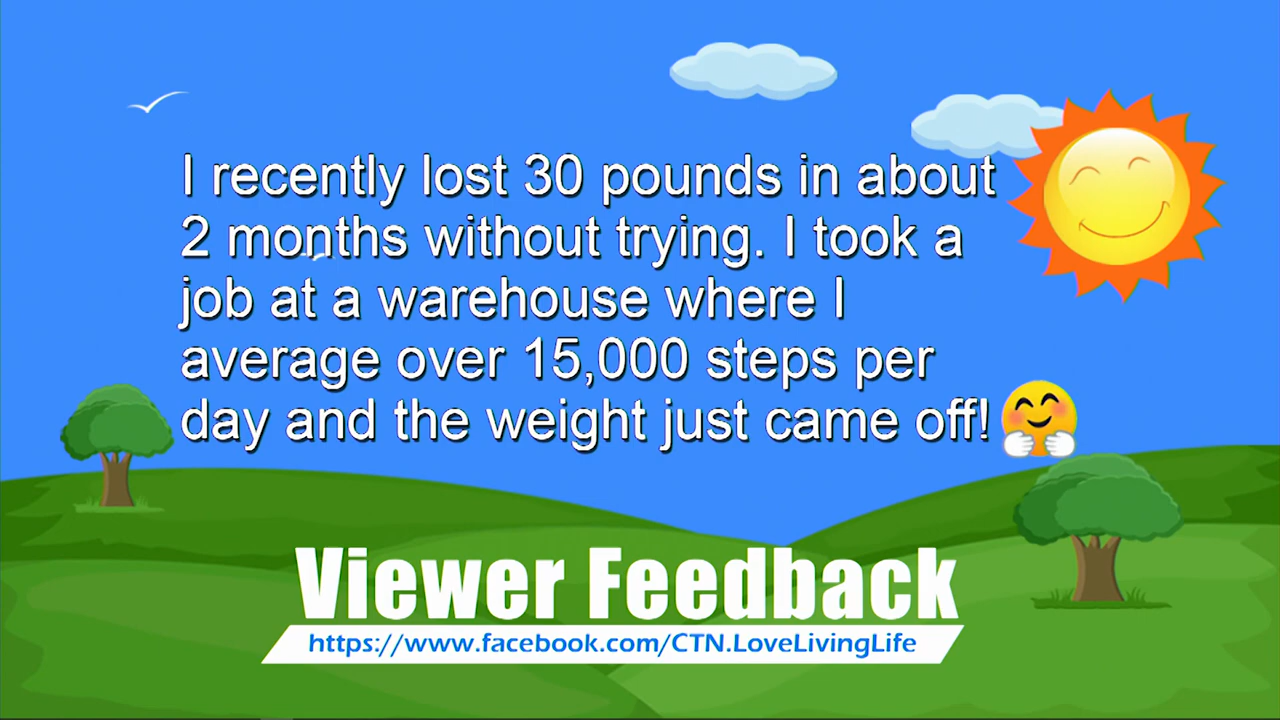 I recently lost 30 pounds in about
2 months without trying. I took a
job at a warehouse where I
average over 15,000 steps per
day and the weight just came off! 🤗
Viewer Feedback
https://www.facebook.com/CTN.LoveLivingLife